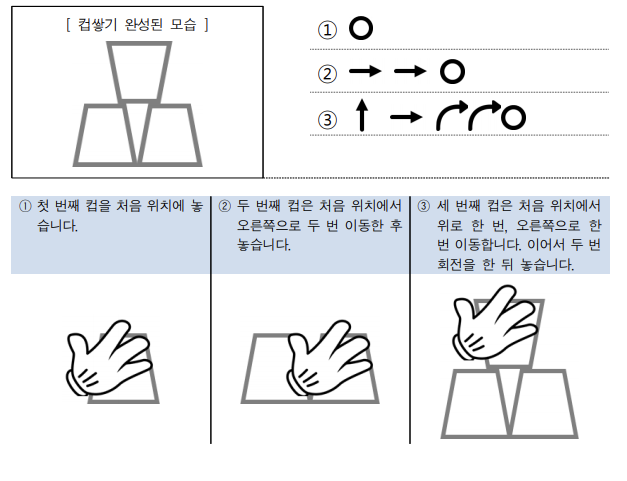 [ 컵쌓기 완성된 모습 ]
①
②
③
① 첫 번째 컵을 처음 위치에 놓
습니다.
② 두 번째 컵은 처음 위치에서
오른쪽으로 두 번 이동한 후
놓습니다.
③ 세 번째 컵은 처음 위치에서
위로 한 번, 오른쪽으로 한
번 이동합니다. 이어서 두 번
회전을 한 뒤 놓습니다.